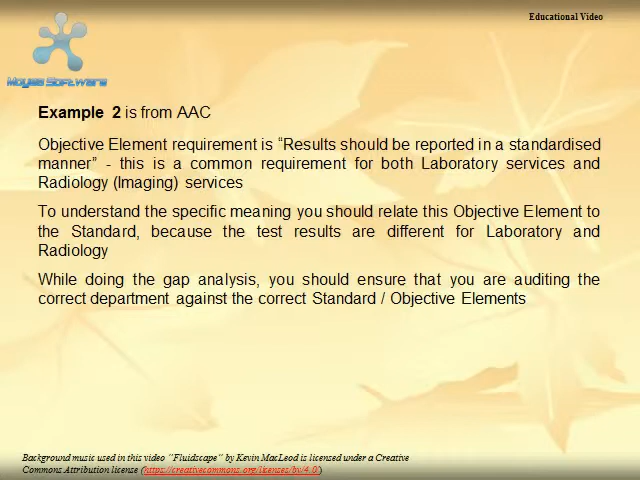 Educational Video
Moyae Software
Example 2 is from AAC
Objective Element requirement is “Results should be reported in a standardised
manner” - this is a common requirement for both Laboratory services and
Radiology (Imaging) services
To understand the specific meaning you should relate this Objective Element to
the Standard, because the test results are different for Laboratory and
Radiology
While doing the gap analysis, you should ensure that you are auditing the
correct department against the correct Standard / Objective Elements
Background music used in this video "Fluidscape" by Kevin MacLeod is licensed under a Creative
Commons Attribution license (https://creativecommons.org/licenses/by/4.0/)